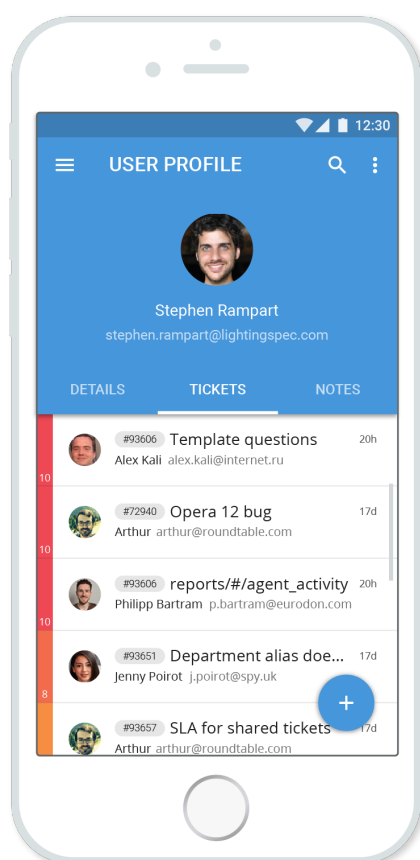 12:30
USER PROFILE
Stephen Rampart
stephen.rampart@lightingspec.com
DETAILS TICKETS NOTES
#93606 Template questions 20h
Alex Kali alex.kali@internet.ru
10
#72940 Opera 12 bug 17d
Arthur arthur@roundtable.com
10
#93606 reports/#/agent_activity 20h
Philipp Bartram p.bartram@eurodon.com
10
#93651 Department alias doe... 17d
Jenny Poirot j.poirot@spy.uk
8
+
#93657 SLA for shared tickets 17d
Arthur arthur@roundtable.com